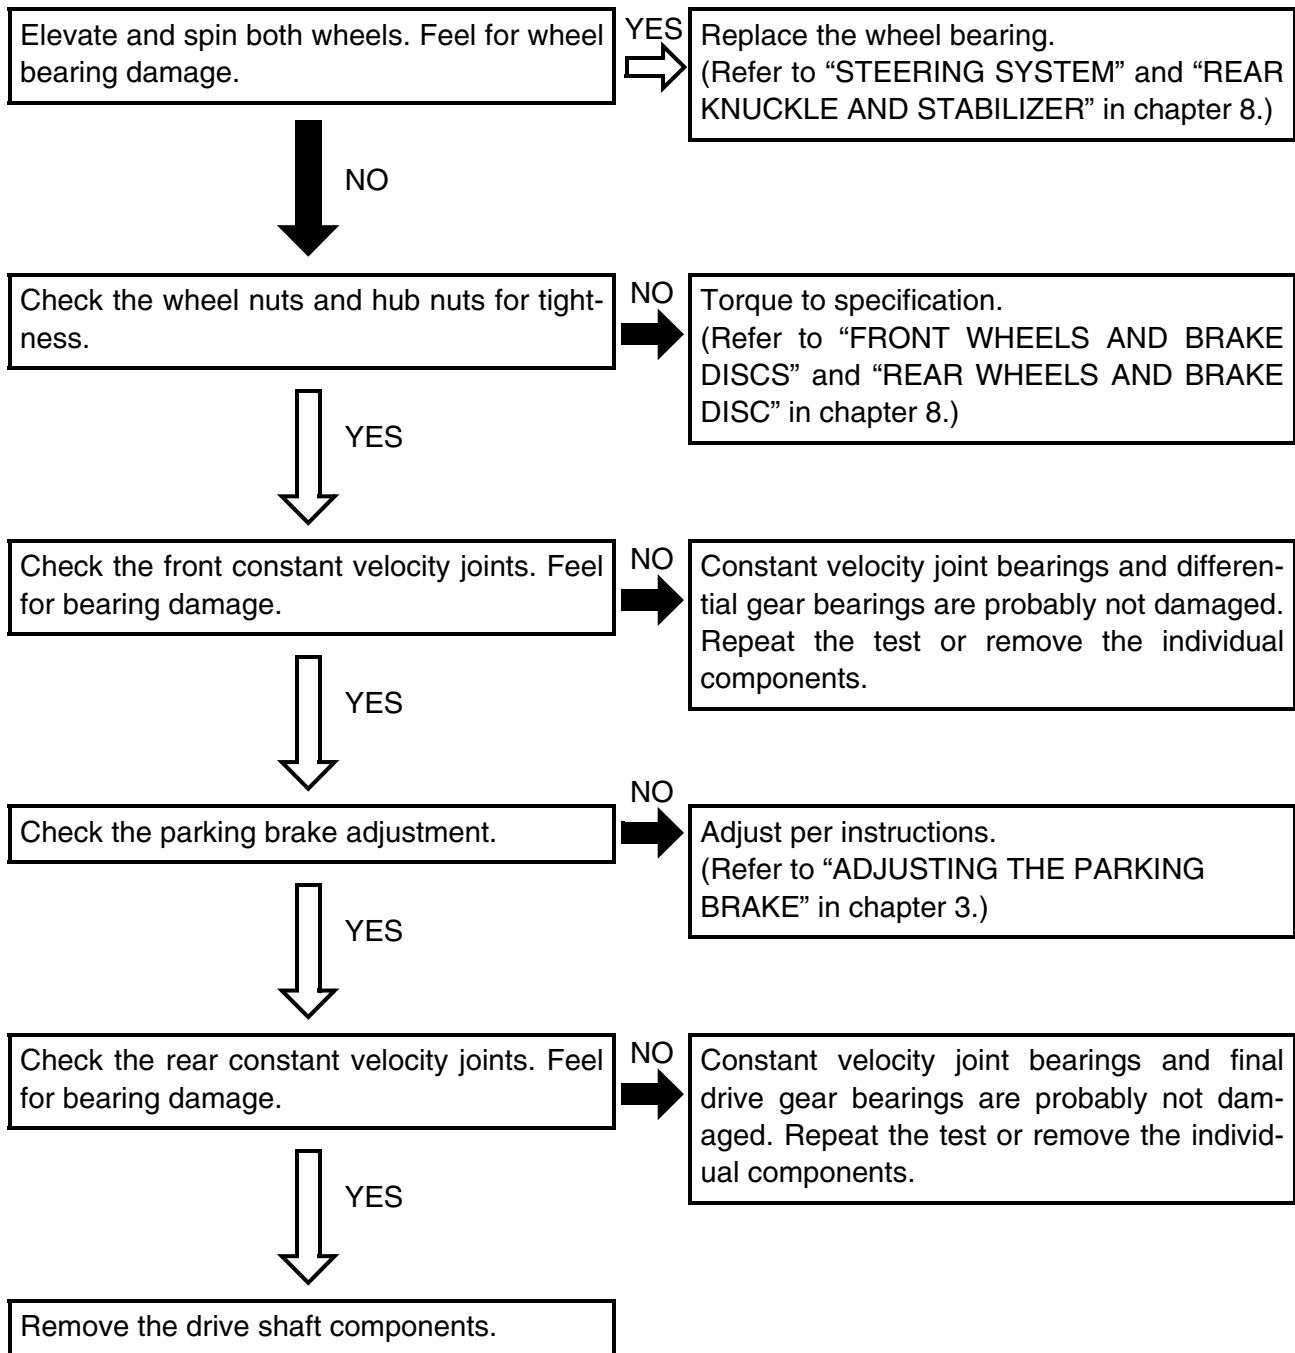 Elevate and spin both wheels. Feel for wheel
bearing damage.
YES
Replace the wheel bearing.
(Refer to “STEERING SYSTEM” and “REAR
KNUCKLE AND STABILIZER” in chapter 8.)
NO
Check the wheel nuts and hub nuts for tight-
ness.
NO
Torque to specification.
(Refer to “FRONT WHEELS AND BRAKE
DISCS” and “REAR WHEELS AND BRAKE
DISC” in chapter 8.)
YES
Check the front constant velocity joints. Feel
for bearing damage.
NO
Constant velocity joint bearings and differen-
tial gear bearings are probably not damaged.
Repeat the test or remove the individual
components.
YES
Check the parking brake adjustment.
NO
Adjust per instructions.
(Refer to “ADJUSTING THE PARKING
BRAKE” in chapter 3.)
YES
Check the rear constant velocity joints. Feel
for bearing damage.
NO
Constant velocity joint bearings and final
drive gear bearings are probably not dam-
aged. Repeat the test or remove the individ-
ual components.
YES
Remove the drive shaft components.